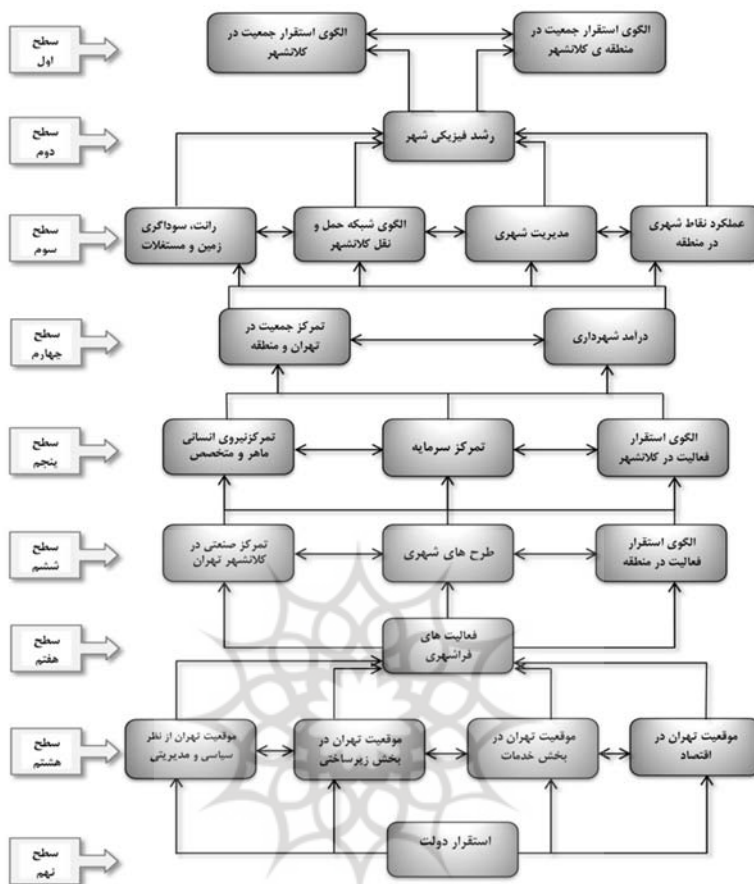 سطح
اول
الگوی استقرار جمعیت در
منطقه ی کلانشهر
الگوی استقرار جمعیت در
کلانشهر
سطح
دوم
رشد فیزیکی شهر
سطح
سوم
عملکرد نقاط شهری
در منطقه
مدیریت شهری
الگوی شبکه حمل و
نقل کلانشهر
رانت، سوداگری
زمین و مستغلات
سطح
چهارم
درآمد شهرداری
تمرکز جمعیت در
تهران و منطقه
سطح
پنجم
الگوی استقرار
فعالیت در کلانشهر
تمرکز سرمایه
تمرکزنیروی انسانی
ماهر و متخصص
سطح
ششم
الگوی استقرار
فعالیت در منطقه
طرح های شهری
تمرکز صنعتی در
کلانشهر تهران
سطح
هفتم
فعالیت های
فراشهری
سطح
هشتم
موقعیت تهران در
اقتصاد
موقعیت تهران در
بخش خدمات
موقعیت تهران در
بخش زیرساختی
موقعیت تهران از نظر
سیاسی و مدیریتی
سطح
نهم
استقرار دولت